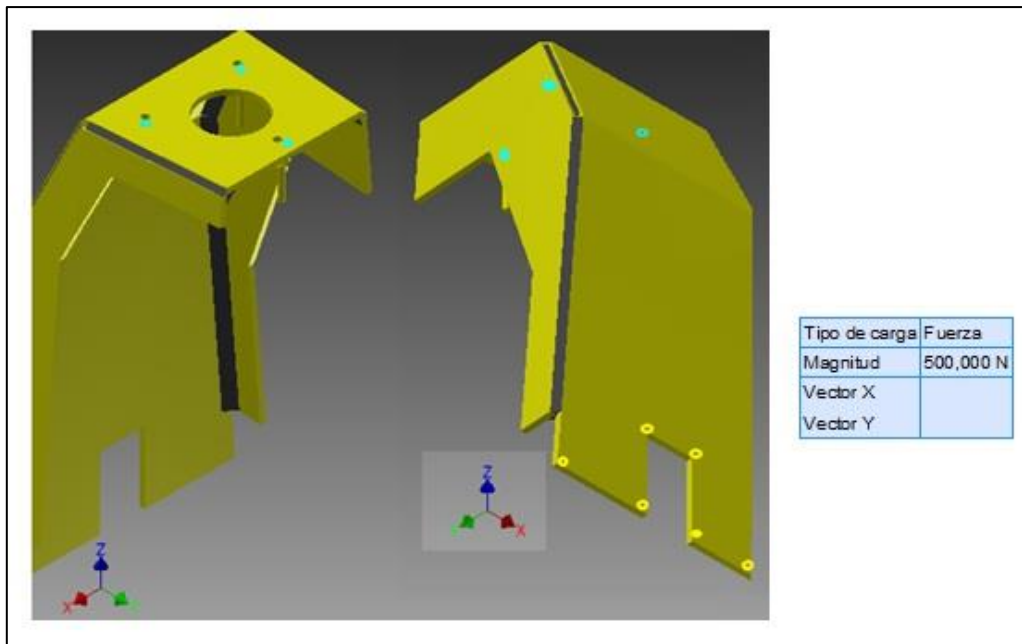 Z
X
Z
X
Tipo de carga Fuerza
Magnitud 500,000 N
Vector X
Vector Y